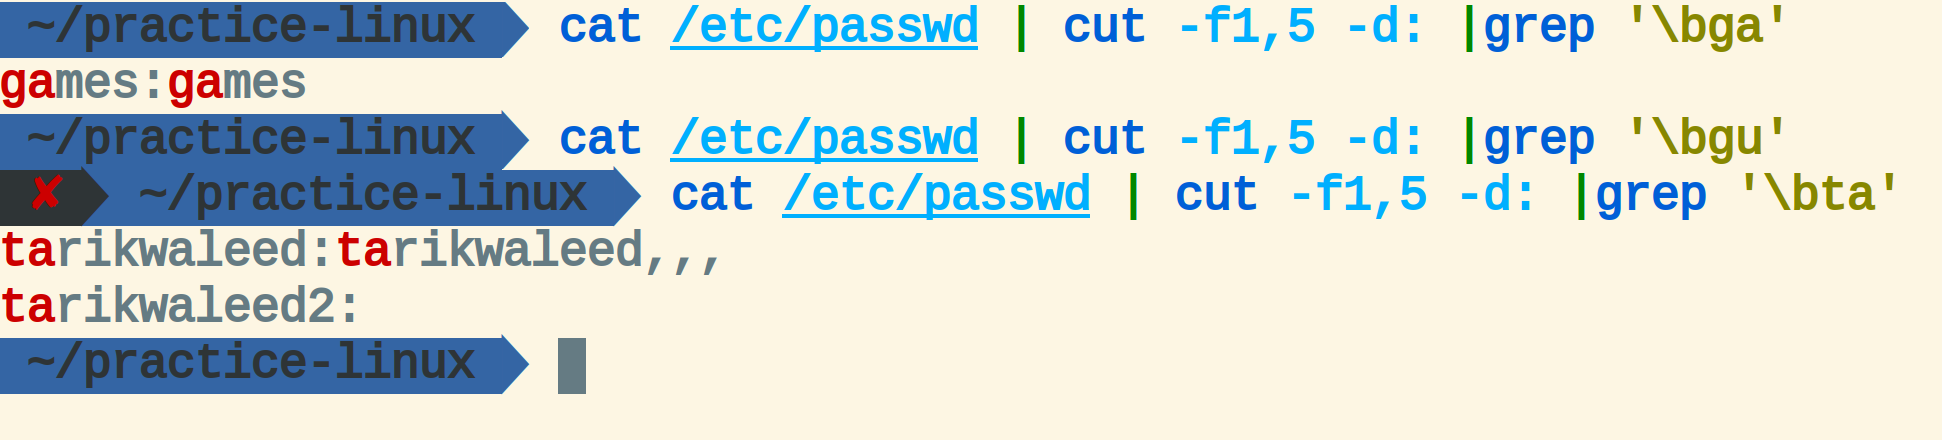 ~/practice-linux cat /etc/passwd | cut -f1,5 -d: |grep '\bga'
games:games
~/practice-linux cat /etc/passwd | cut -f1,5 -d: |grep '\bgu'
✘ ~/practice-linux cat /etc/passwd | cut -f1,5 -d: |grep '\bta'
tarikwaleed:tarikwaleed,,,
tarikwaleed2:
~/practice-linux